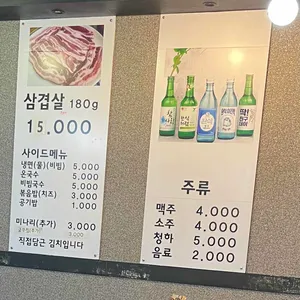 삼겹살 180g
15.000
사이드메뉴
냉면(물)(비빔) 5,000
온국수 5,000
비빔국수 5,000
볶음밥(치즈) 3,000
공기밥 1,000
미나리(추가) 3,000
3,000
직접담근 김치입니다
주류
맥주 4,000
소주 4,000
청하 5,000
음료 2,000